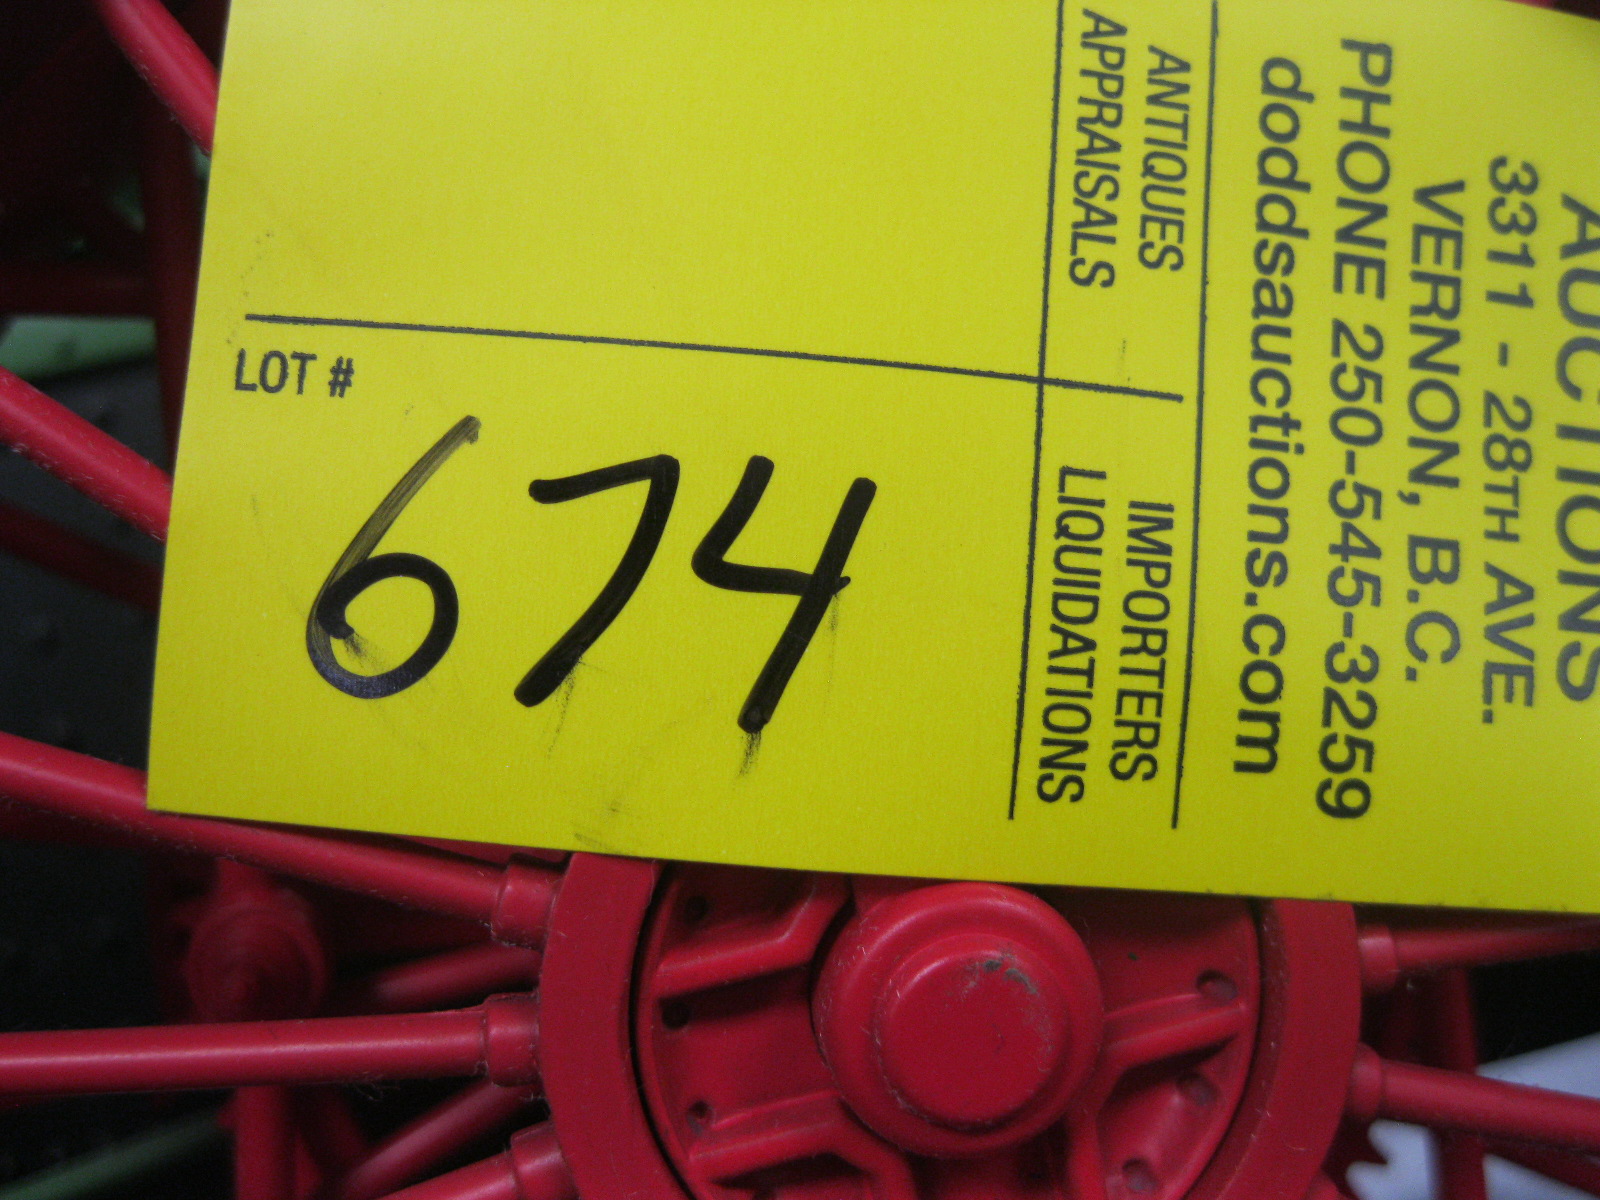 AUCTIONS
3311 - 28TH AVE.
VERNON, B.C.
PHONE 250-545-3259
doddsauctions.com
ANTIQUES
APPRAISALS
IMPORTERS
LIQUIDATIONS
LOT #
674